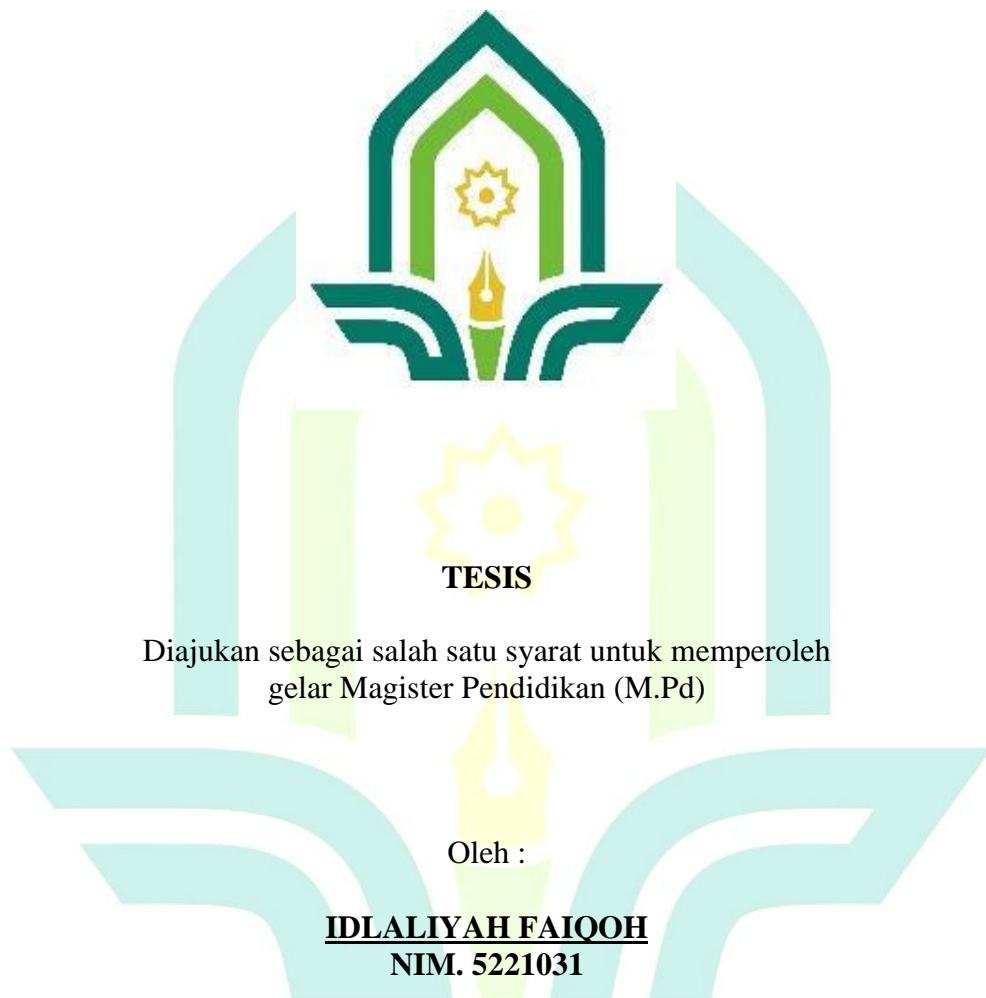 TESIS
Diajukan sebagai salah satu syarat untuk memperoleh
gelar Magister Pendidikan (M.Pd)
Oleh :
IDLALIYAH FAIQOH
NIM. 5221031